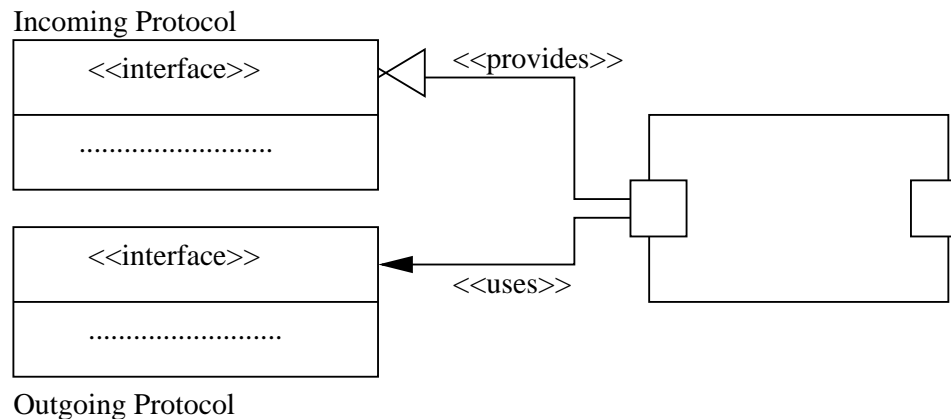 Incoming Protocol
<<interface>>
<<provides>>
..........................
<<interface>>
<<uses>>
..........................
Outgoing Protocol